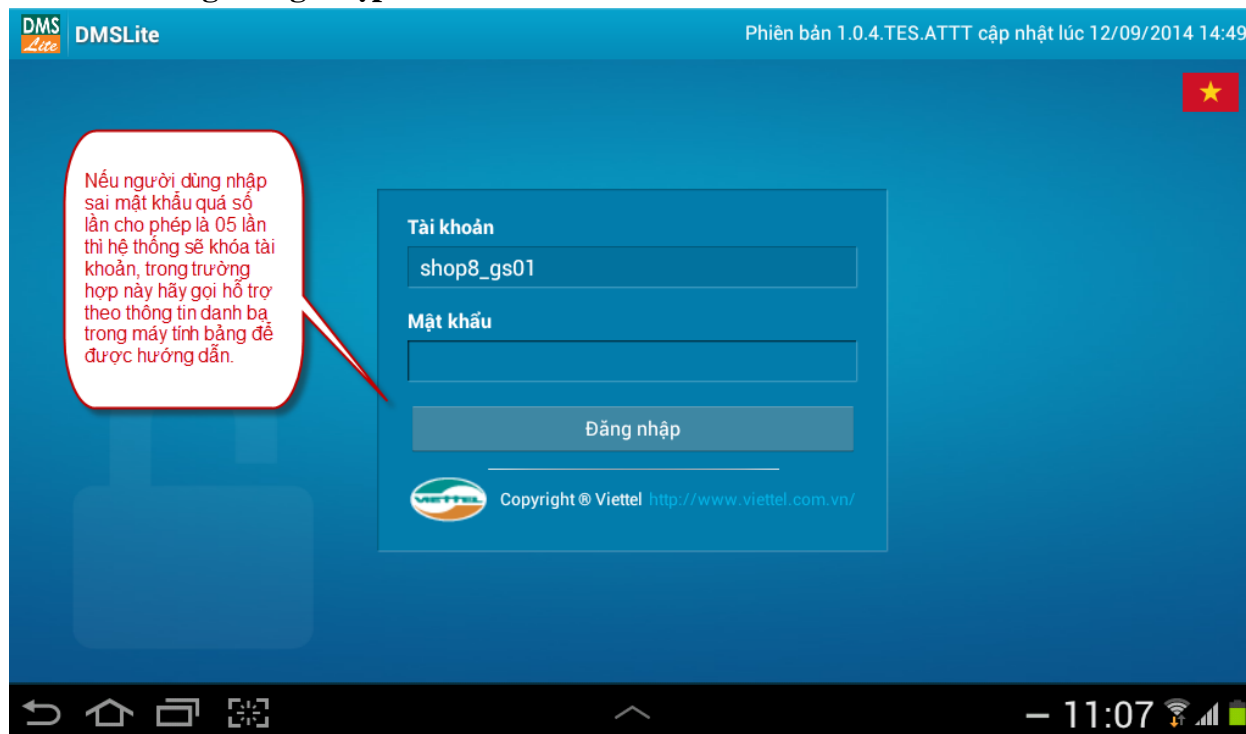 DMS
Lite
DMSLite
Phiên bản 1.0.4.TES.ATTT cập nhật lúc 12/09/2014 14:49
Nếu người dùng nhập
sai mật khẩu quá số
lần cho phép là 05 lần
thì hệ thống sẽ khóa tài
khoản, trong trường
hợp này hãy gọi hỗ trợ
theo thông tin danh bạ
trong máy tính bảng để
được hướng dẫn.
Tài khoản
shop8_gs01
Mật khẩu
Đăng nhập
VIETTEL
Copyright ® Viettel http://www.viettel.com.vn/
11:07